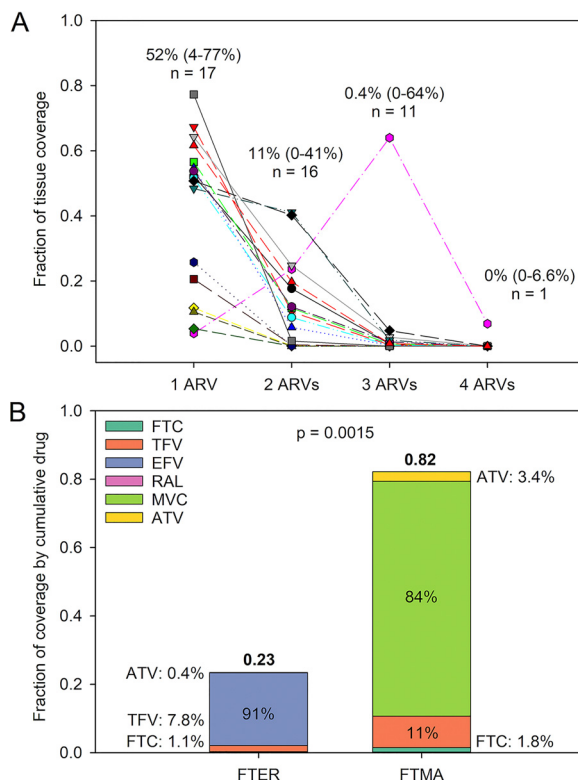 A
1.0
0.8
0.6
0.4
0.2
0.0
Fraction of tissue coverage
52% (4-77%)
n = 17
11% (0-41%)
n = 16
0.4% (0-64%)
n = 11
0% (0-6.6%)
n = 1
1 ARV
2 ARVs
3 ARVs
4 ARVs
B
1.0
0.8
0.6
0.4
0.2
0.0
Fraction of coverage by cumulative drug
FTC
TFV
EFV
RAL
MVC
ATV
p = 0.0015
0.23
ATV: 0.4%
91%
TFV: 7.8%
FTC: 1.1%
0.82
ATV: 3.4%
84%
11%
FTC: 1.8%
FTER
FTMA